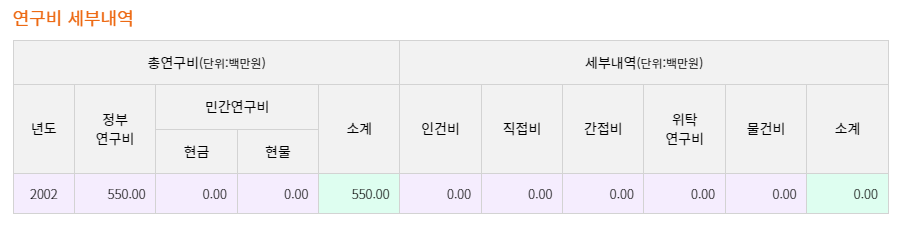 연구비 세부내역
총연구비(단위:백만원) 세부내역(단위:백만원)
년도 정부 연구비 민간연구비 소계 인건비 직접비 간접비 위탁 연구비 물건비 소계
현금 현물
2002 550.00 0.00 0.00 550.00 0.00 0.00 0.00 0.00 0.00 0.00